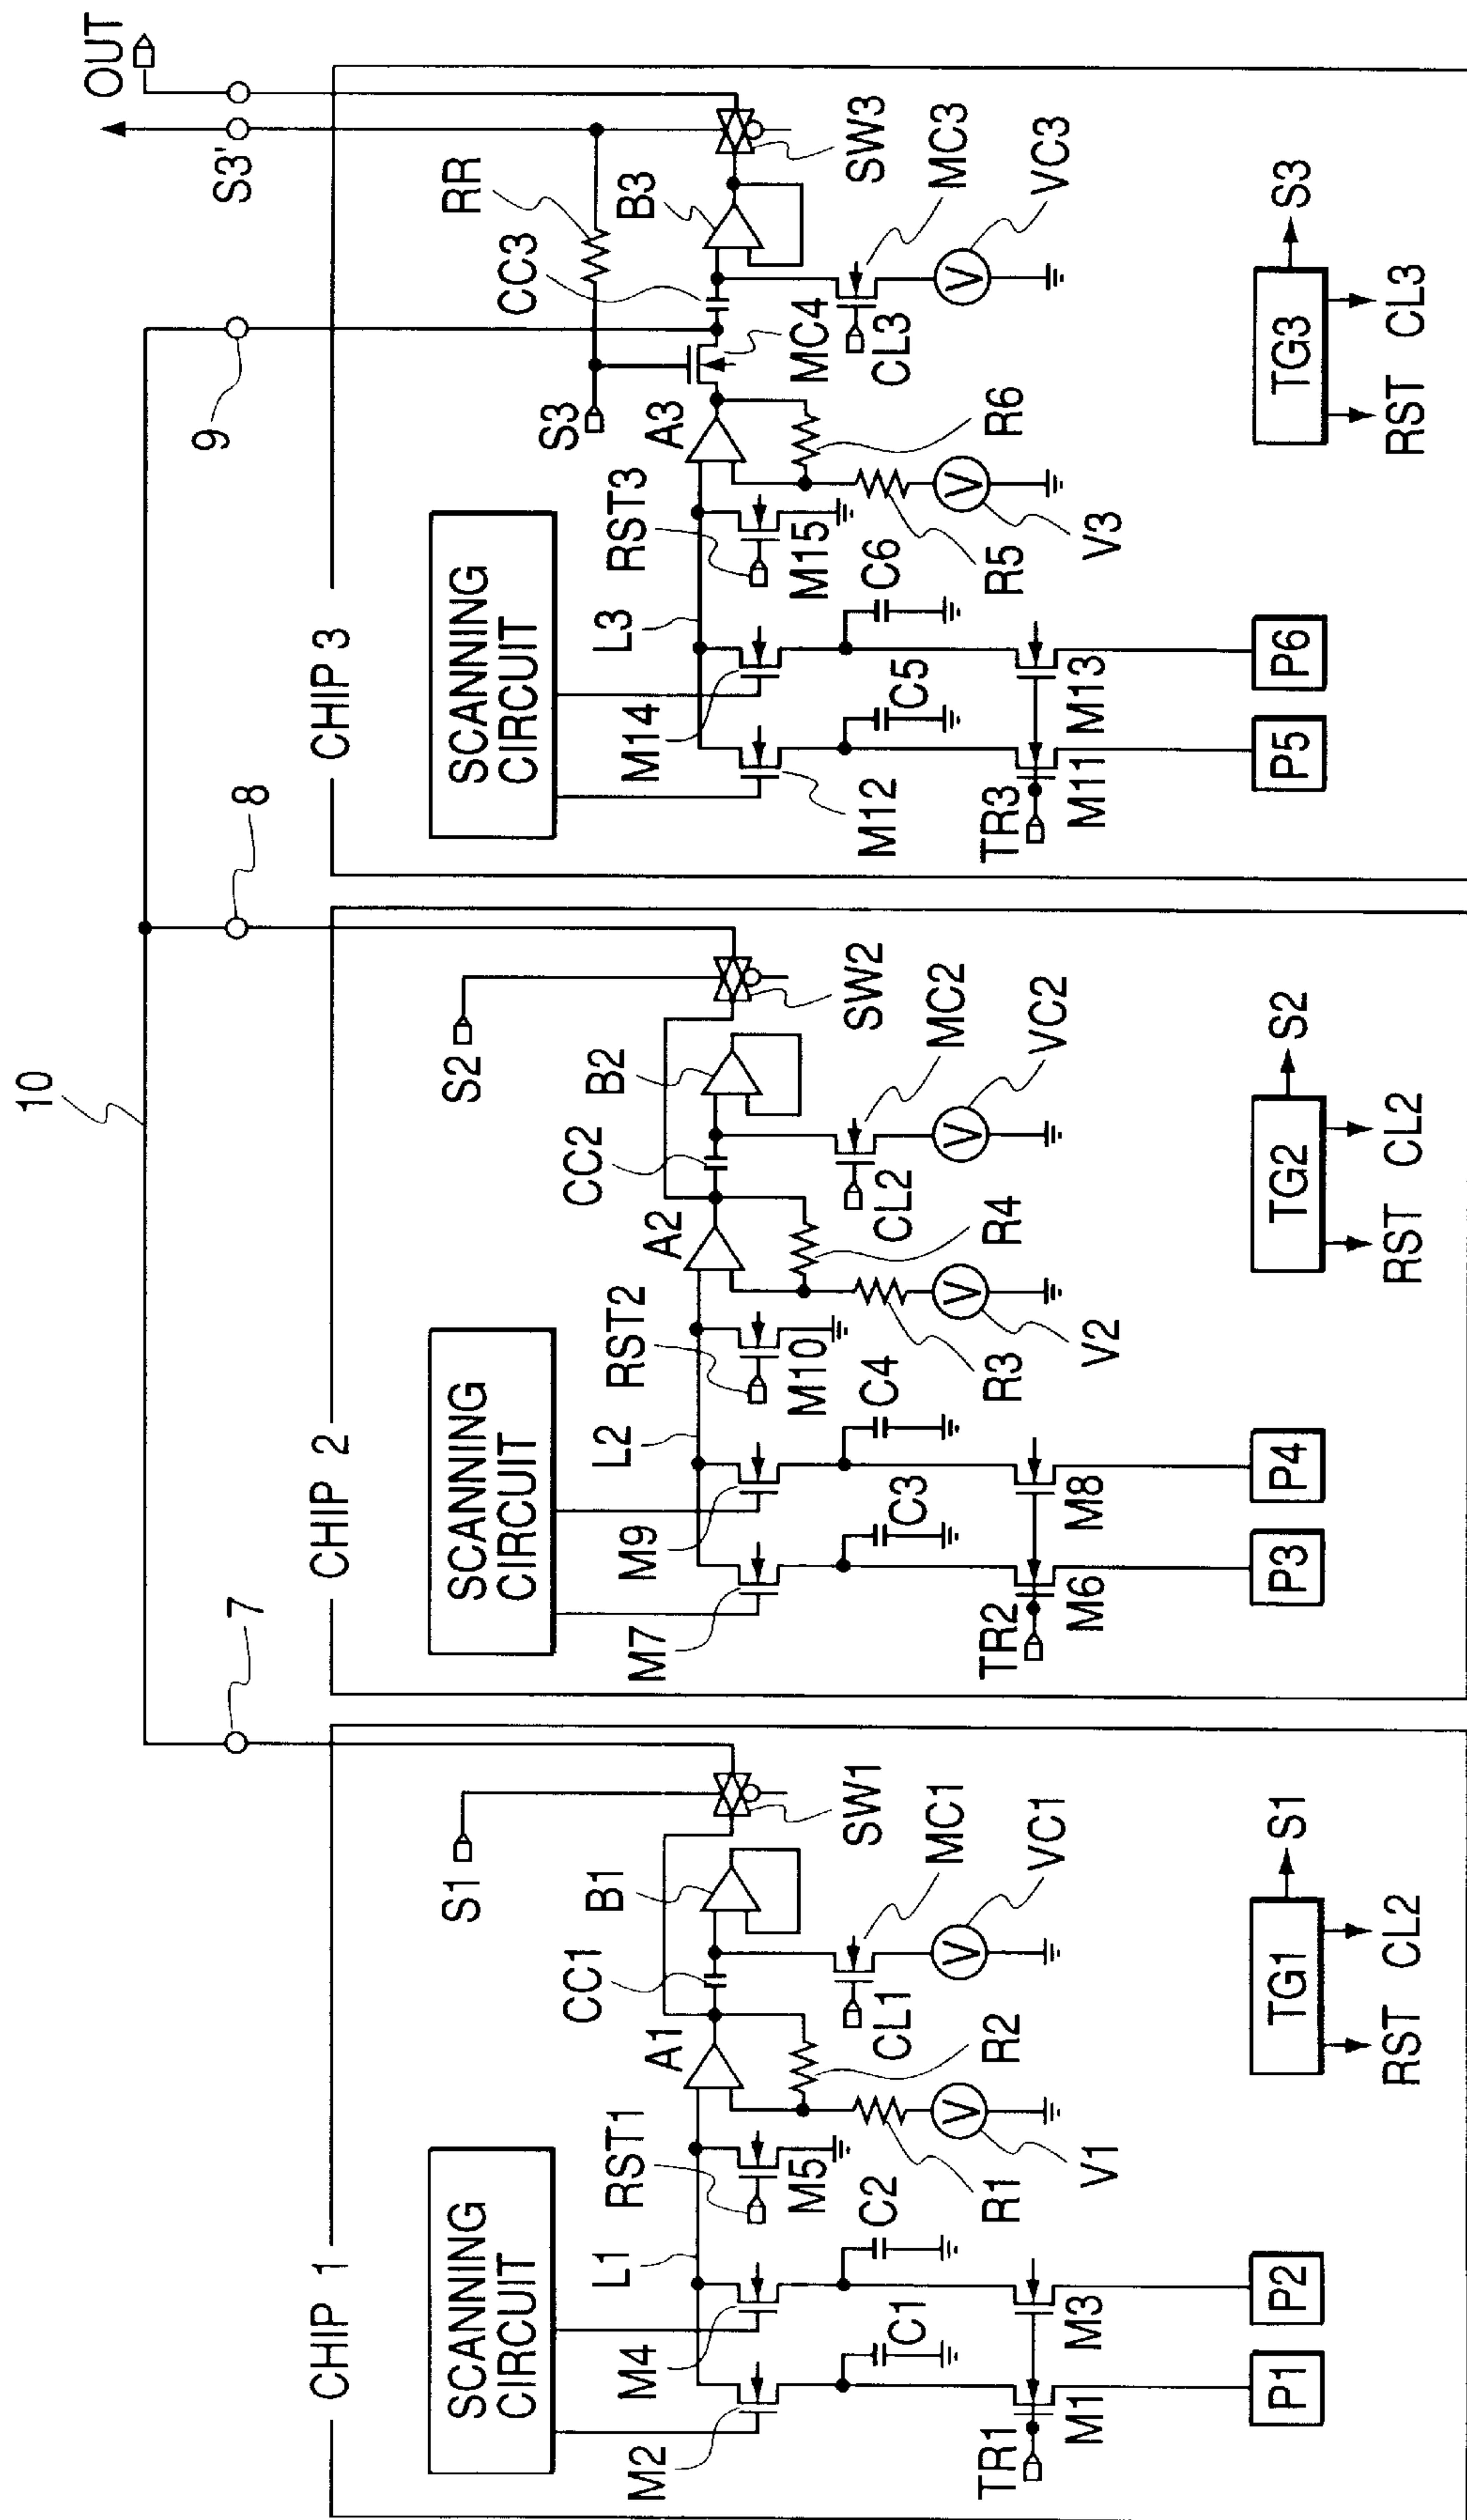 10
OUT
S3'
7
8
9
CHIP 1
SCANNING
CIRCUIT
S1
B1
CC1
A1
RST1
L1
M4
M2
M5
C2
C1
CL1
SW1
MC1
VC1
R2
R1
V1
TR1
M1
M3
P1
P2
TG1
S1
RST
CL2
CHIP 2
SCANNING
CIRCUIT
S2
B2
CC2
A2
RST2
L2
M9
M7
M10
C4
C3
CL2
SW2
MC2
VC2
R4
R3
V2
TR2
M6
M8
P3
P4
TG2
S2
RST
CL2
CHIP 3
SCANNING
CIRCUIT
RR
S3
B3
CC3
A3
RST3
L3
M14
M12
M15
C6
C5
MC4
CL3
SW3
MC3
VC3
R6
R5
V3
TR3
M11
M13
P5
P6
TG3
S3
RST
CL3
V
V
V
V
V
V